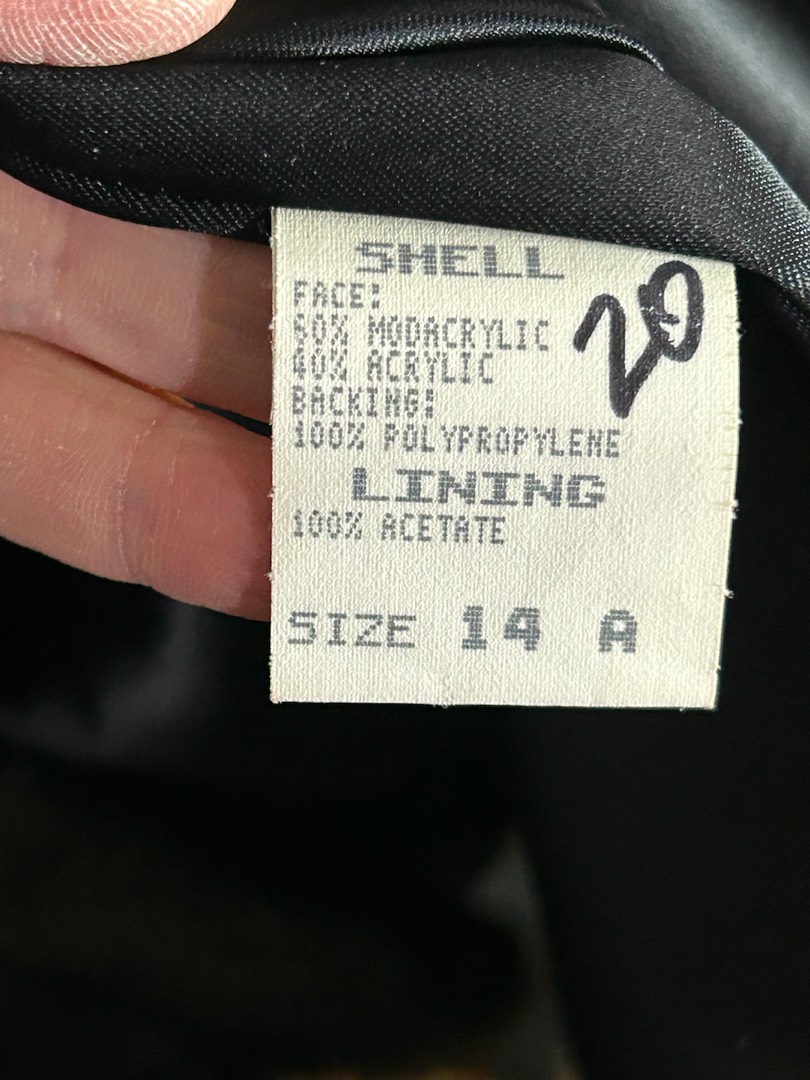 SHELL
FACE:
60% MODACRYLIC
40% ACRYLIC
BACKING:
100% POLYPROPYLENE
LINING
100% ACETATE
SIZE 14 A
20